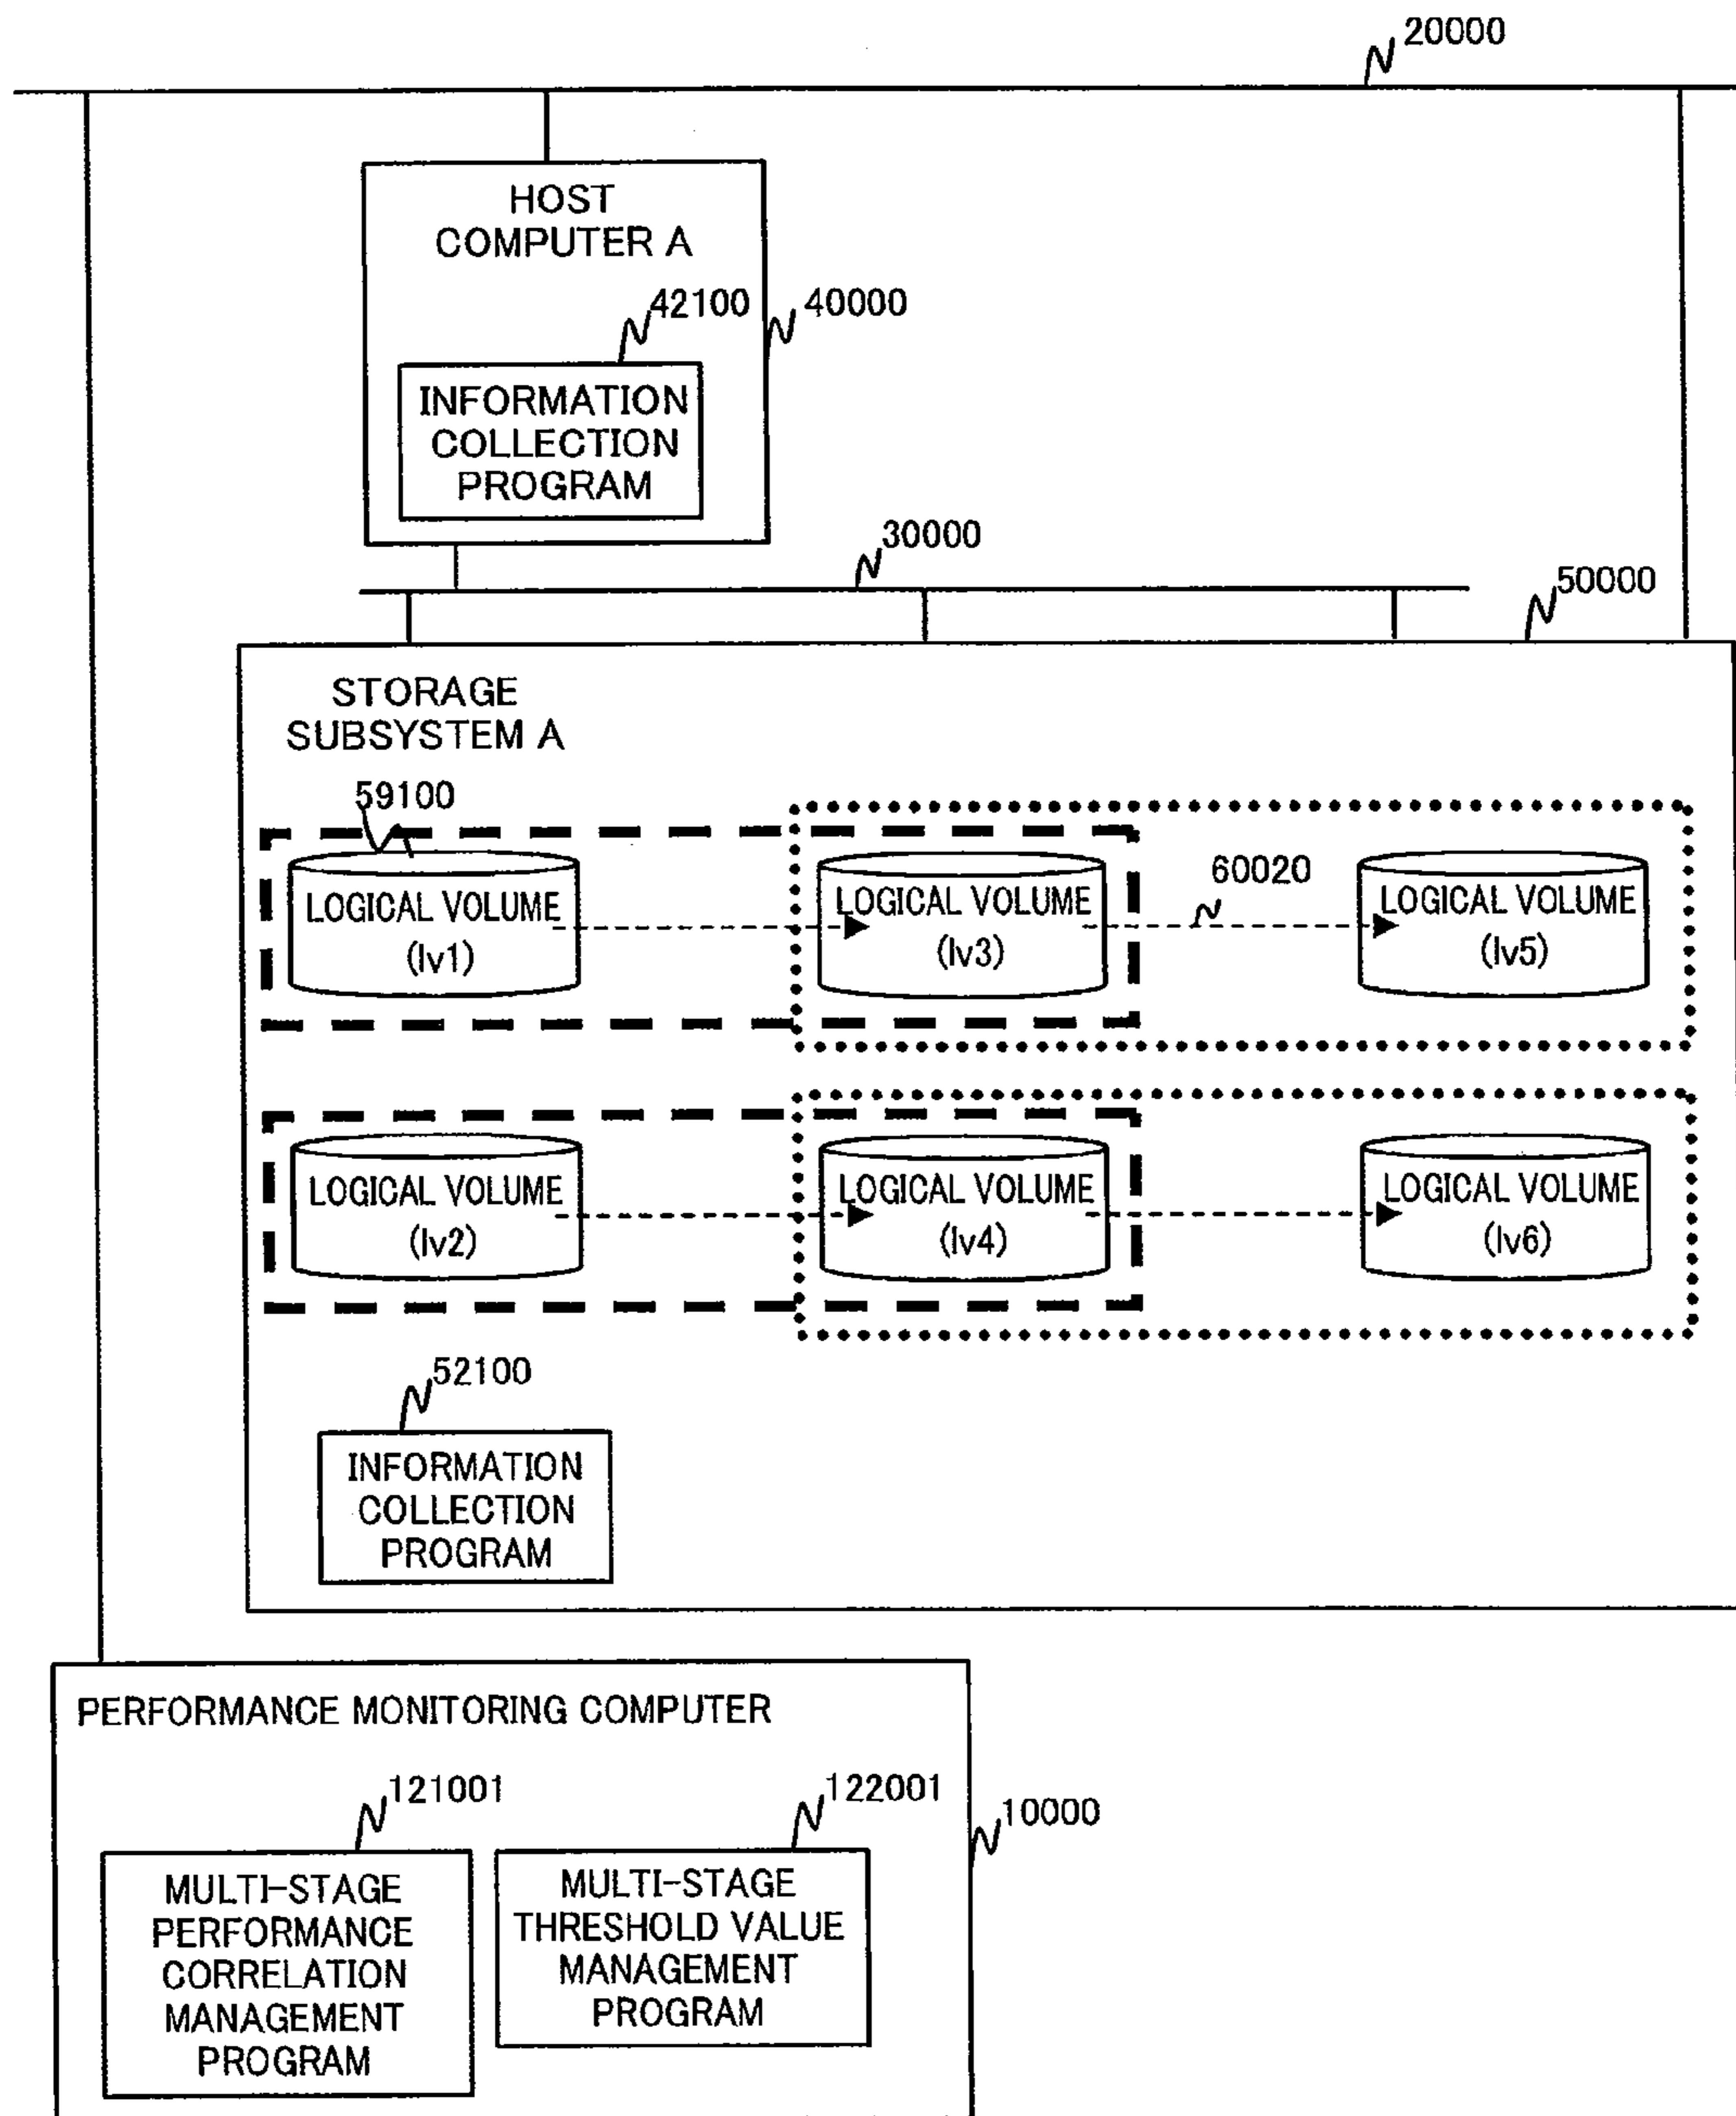 20000
HOST
COMPUTER A
42100
40000
INFORMATION
COLLECTION
PROGRAM
30000
50000
STORAGE
SUBSYSTEM A
59100
60020
LOGICAL VOLUME
(lv1)
LOGICAL VOLUME
(lv3)
LOGICAL VOLUME
(lv5)
LOGICAL VOLUME
(lv2)
LOGICAL VOLUME
(lv4)
LOGICAL VOLUME
(lv6)
52100
INFORMATION
COLLECTION
PROGRAM
PERFORMANCE MONITORING COMPUTER
121001
122001
10000
MULTI-STAGE
PERFORMANCE
CORRELATION
MANAGEMENT
PROGRAM
MULTI-STAGE
THRESHOLD VALUE
MANAGEMENT
PROGRAM